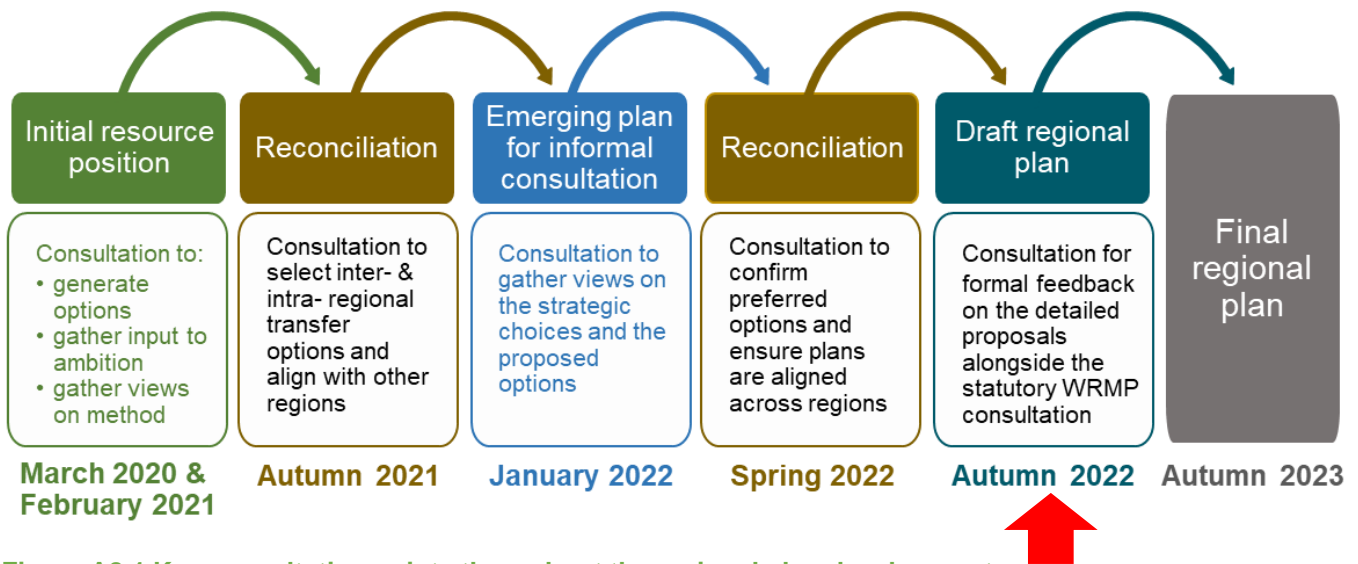 Initial resource
position
Consultation to:
• generate
options
• gather input to
ambition
• gather views
on method
March 2020 &
February 2021
Reconciliation
Consultation to
select inter- &
intra- regional
transfer
options and
align with other
regions
Autumn 2021
Emerging plan
for informal
consultation
Consultation to
gather views on
the strategic
choices and the
proposed
options
January 2022
Reconciliation
Consultation to
confirm
preferred
options and
ensure plans
are aligned
across regions
Spring 2022
Draft regional
plan
Consultation for
formal feedback
on the detailed
proposals
alongside the
statutory WRMP
consultation
Autumn 2022
Final
regional
plan
Autumn 2023